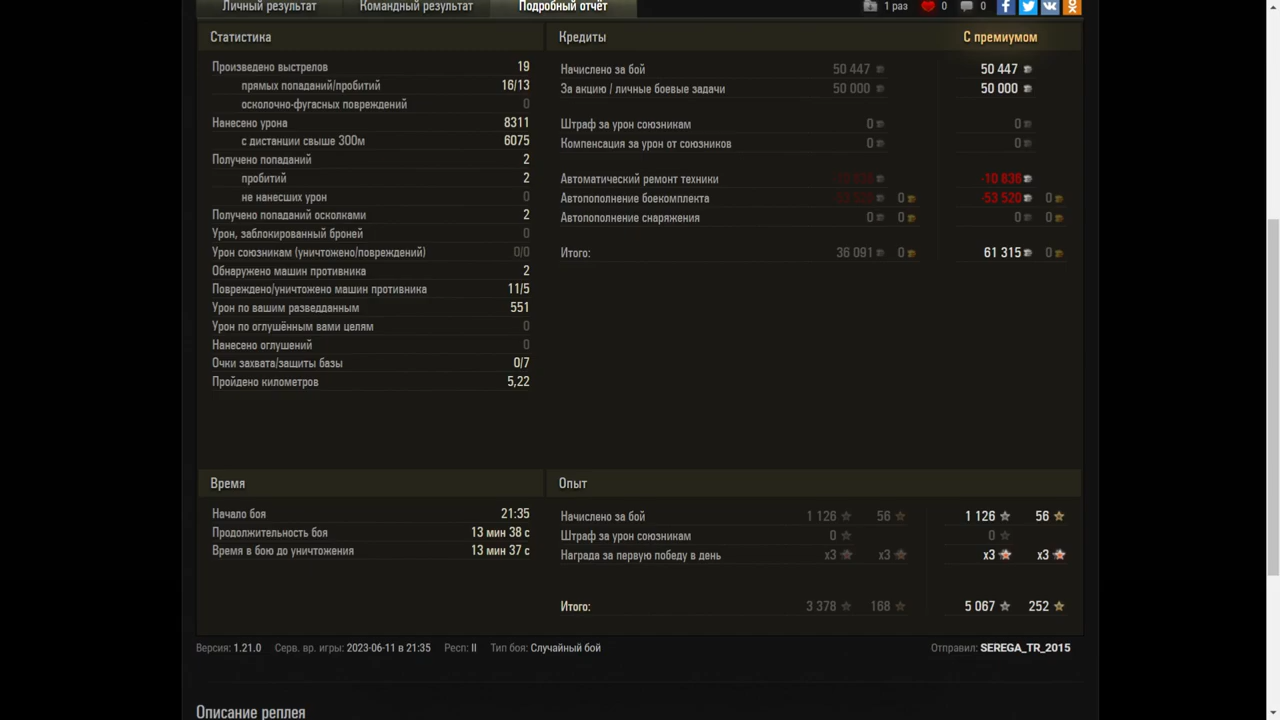 Личный результат Командный результат Подробный отчёт 1 раз 0 0
Статистика
Произведено выстрелов 19
прямых попаданий/пробитий 16/13
осколочно-фугасных повреждений 0
Нанесено урона 8311
с дистанции свыше 300м 6075
Получено попаданий 2
пробитий 2
не нанесших урон 0
Получено попаданий осколками 2
Урон, заблокированный броней 0
Урон союзникам (уничтожено/повреждений) 0/0
Обнаружено машин противника 2
Повреждено/уничтожено машин противника 11/5
Урон по вашим разведданным 551
Урон по оглушённым вами целям 0
Нанесено оглушений 0
Очки захвата/защиты базы 0/7
Пройдено километров 5,22
Кредиты С премиумом
Начислено за бой 50 447 50 447
За акцию / личные боевые задачи 50 000 50 000
Штраф за урон союзникам 0 0
Компенсация за урон от союзников 0 0
Автоматический ремонт техники -10 836
Автопополнение боекомплекта 0 -53 520 0
Автопополнение снаряжения 0 0 0 0
Итого: 36 091 0 61 315 0
Время
Начало боя 21:35
Продолжительность боя 13 мин 38 с
Время в бою до уничтожения 13 мин 37 с
Опыт
Начислено за бой 1 126 56 1 126 56
Штраф за урон союзникам 0 0
Награда за первую победу в день x3 x3 x3 x3
Итого: 3 378 168 5 067 252
Версия: 1.21.0 Серв. вр. игры: 2023-06-11 в 21:35 Респ: II Тип боя: Случайный бой Отправил: SEREGA_TR_2015
Описание реплея